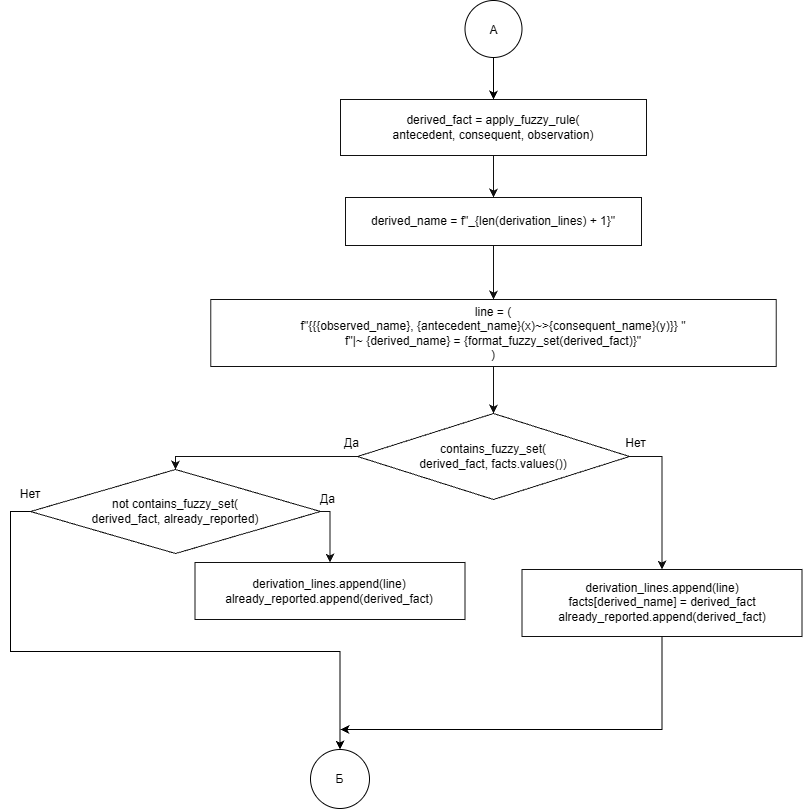 А
derived_fact = apply_fuzzy_rule(
antecedent, consequent, observation)
derived_name = f"_{len(derivation_lines) + 1}"
line = (
f"{{{observed_name}, {antecedent_name}(x)~>{consequent_name}(y)}} "
f"|~ {derived_name} = {format_fuzzy_set(derived_fact)}"
)
Да
contains_fuzzy_set(
derived_fact, facts.values())
Нет
Нет
not contains_fuzzy_set(
derived_fact, already_reported)
Да
derivation_lines.append(line)
already_reported.append(derived_fact)
derivation_lines.append(line)
facts[derived_name] = derived_fact
already_reported.append(derived_fact)
Б